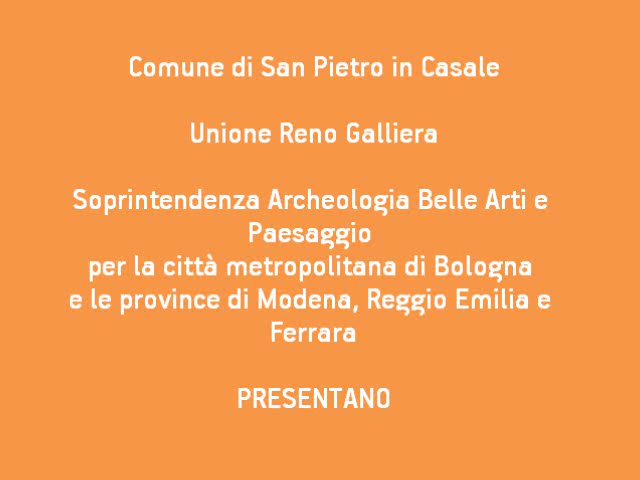 Comune di San Pietro in Casale
Unione Reno Galliera
Soprintendenza Archeologia Belle Arti e
Paesaggio
per la città metropolitana di Bologna
e le province di Modena, Reggio Emilia e
Ferrara
PRESENTANO